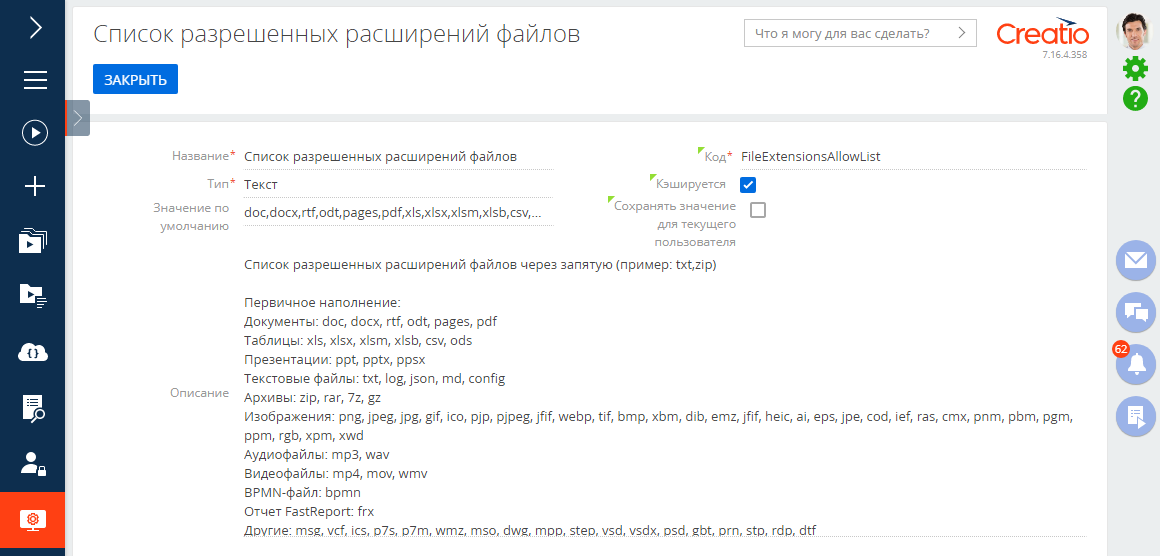 Список разрешенных расширений файлов
Что я могу для вас сделать?
Creatio
7.16.4.358
ЗАКРЫТЬ
Название* Список разрешенных расширений файлов
Код* FileExtensionsAllowList
Тип* Текст
Кэшируется
Значение по
умолчанию
doc,docx,rtf,odt,pages,pdf,xls,xlsx,xlsm,xlsb,csv,...
Сохранять значение
для текущего
пользователя
Описание
Список разрешенных расширений файлов через запятую (пример: txt,zip)
Первичное наполнение:
Документы: doc, docx, rtf, odt, pages, pdf
Таблицы: xls, xlsx, xlsm, xlsb, csv, ods
Презентации: ppt, pptx, ppsx
Текстовые файлы: txt, log, json, md, config
Архивы: zip, rar, 7z, gz
Изображения: png, jpeg, jpg, gif, ico, pjp, pjpeg, jfif, webp, tif, bmp, xbm, dib, emz, jfif, heic, ai, eps, jpe, cod, ief, ras, cmx, pnm, pbm, pgm,
ppm, rgb, xpm, xwd
Аудиофайлы: mp3, wav
Видеофайлы: mp4, mov, wmv
BPMN-файл: bpmn
Отчет FastReport: frx
Другие: msg, vcf, ics, p7s, p7m, wmz, mso, dwg, mpp, step, vsd, vsdx, psd, gbt, prn, stp, rdp, dtf
62